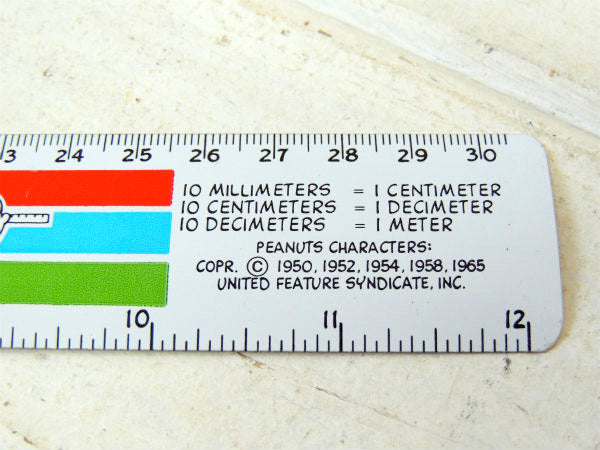 3 24 25 26 27 28 29 30
10 MILLIMETERS = 1 CENTIMETER
10 CENTIMETERS = 1 DECIMETER
10 DECIMETERS = 1 METER
PEANUTS CHARACTERS:
COPR. © 1950, 1952, 1954, 1958, 1965
UNITED FEATURE SYNDICATE, INC.
10 11 12